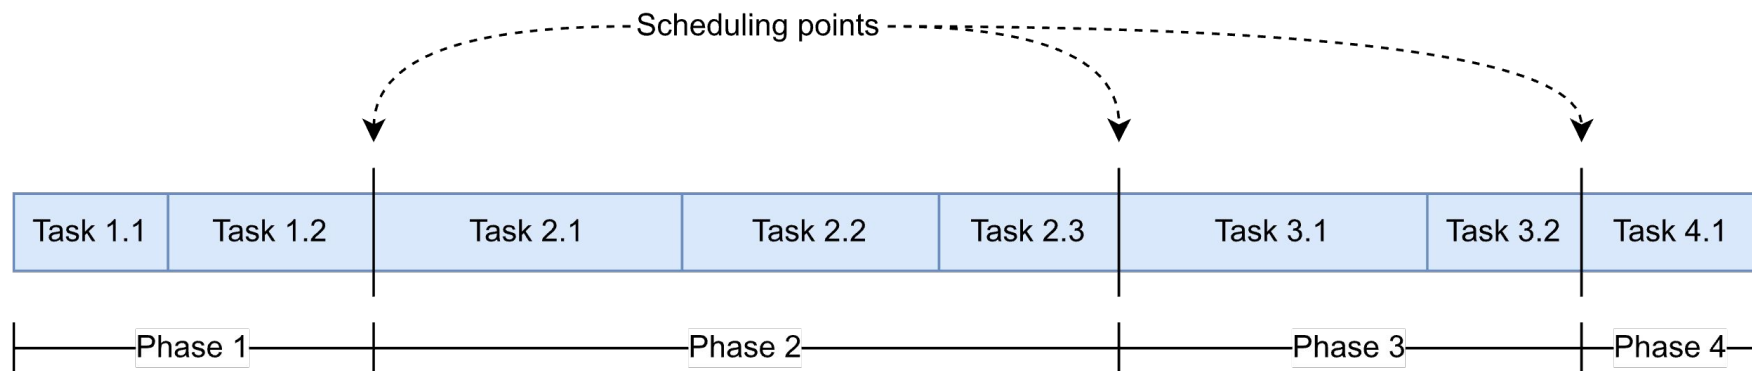 Scheduling points
Task 1.1 Task 1.2 Task 2.1 Task 2.2 Task 2.3 Task 3.1 Task 3.2 Task 4.1
Phase 1 Phase 2 Phase 3 Phase 4